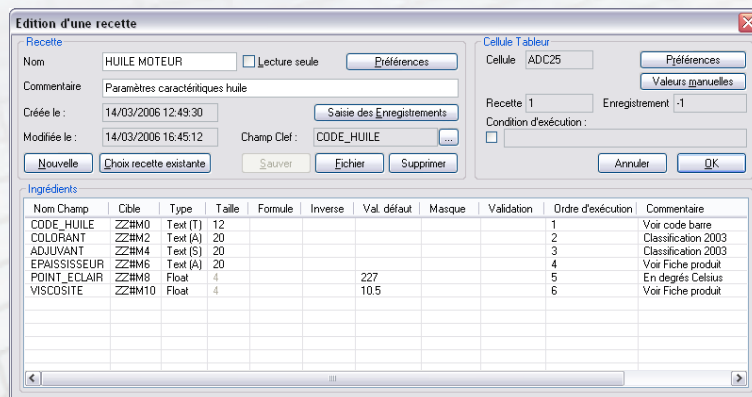 Edition d'une recette
Recette
Nom HUILE MOTEUR Lecture seule Préférences
Commentaire Paramètres caractéritiques huile
Créée le : 14/03/2006 12:49:30 Saisie des Enregistrements
Modifiée le : 14/03/2006 16:45:12 Champ Clef : CODE_HUILE ...
Nouvelle Choix recette existante Sauver Fichier Supprimer
Cellule Tableur
Cellule ADC25 Préférences
Valeurs manuelles
Recette 1 Enregistrement -1
Condition d'exécution :
Annuler OK
Ingrédients
Nom Champ Cible Type Taille Formule Inverse Val. défaut Masque Validation Ordre d'exécution Commentaire
CODE_HUILE ZZ#M0 Text (T) 12 1 Voir code barre
COLORANT ZZ#M2 Text (A) 20 2 Classification 2003
ADJUVANT ZZ#M4 Text (S) 20 3 Classification 2003
EPAISSISSEUR ZZ#M6 Text (A) 20 4 Voir Fiche produit
POINT_ECLAIR ZZ#M8 Float 4 227 5 En degrés Celsius
VISCOSITE ZZ#M10 Float 4 10.5 6 Voir Fiche produit